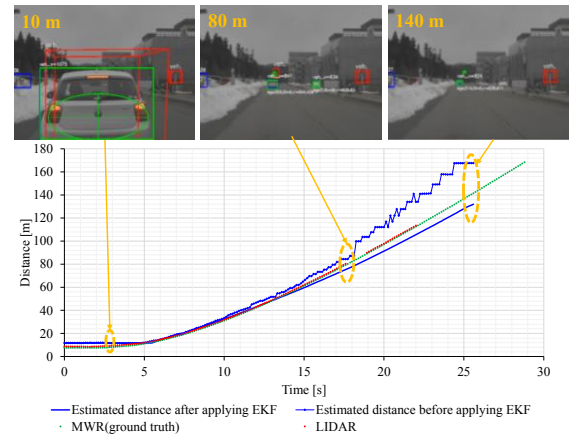 10 m
80 m
140 m
180
160
140
120
100
80
60
40
20
0
Distance [m]
0 5 10 15 20 25 30
Time [s]
Estimated distance after applying EKF
Estimated distance before applying EKF
MWR(ground truth)
LIDAR